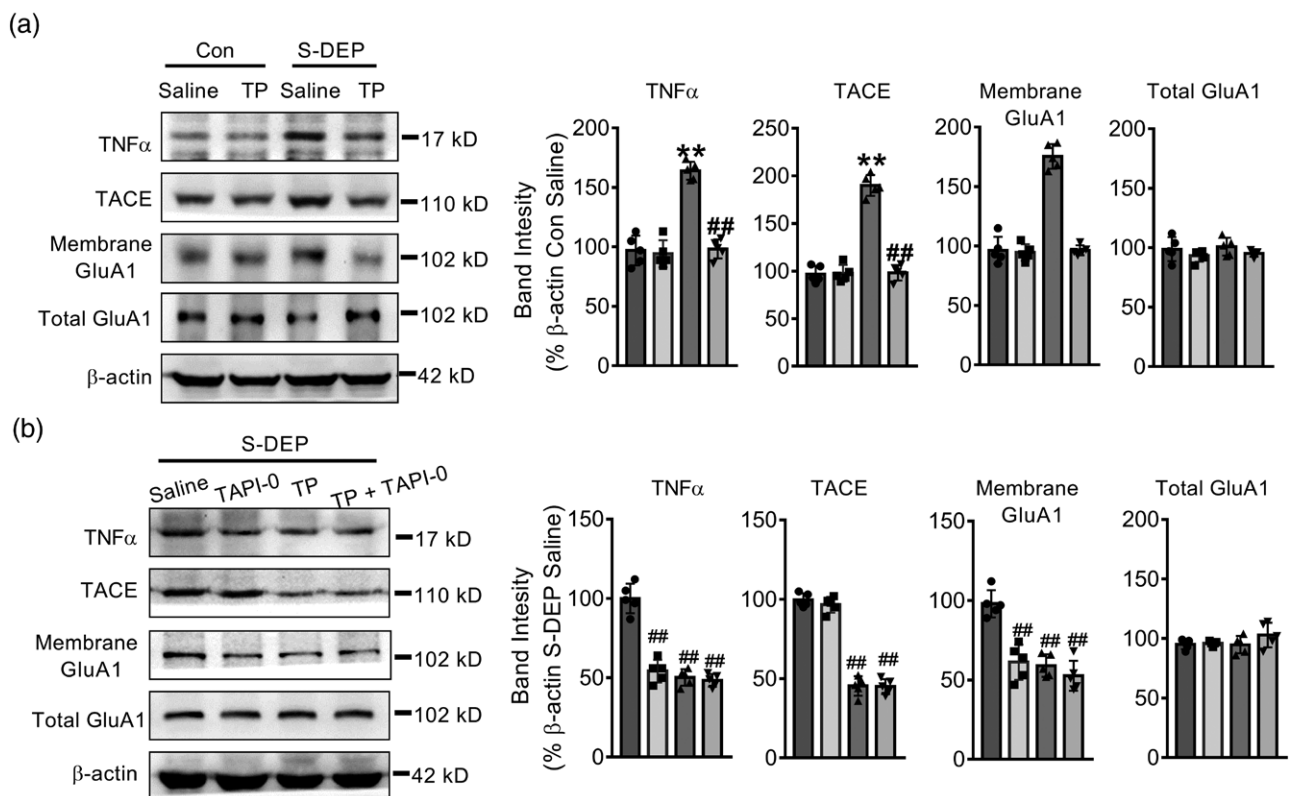 (a)
Con S-DEP
Saline TP Saline TP
TNFα 17 kD
TACE 110 kD
Membrane
GluA1 102 kD
Total GluA1 102 kD
β-actin 42 kD
Band Intesity
(% β-actin Con Saline)
TNFα
200
150
100
50
0
**
##
TACE
250
200
150
100
50
0
**
##
Membrane
GluA1
200
150
100
50
0
Total GluA1
200
150
100
50
0
(b)
S-DEP
Saline TAPI-0 TP TP + TAPI-0
TNFα 17 kD
TACE 110 kD
Membrane
GluA1 102 kD
Total GluA1 102 kD
β-actin 42 kD
Band Intesity
(% β-actin S-DEP Saline)
TNFα
150
100
50
0
## ## ##
TACE
150
100
50
0
## ##
Membrane
GluA1
150
100
50
0
## ## ##
Total GluA1
200
150
100
50
0